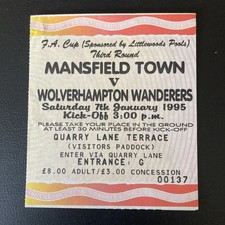 F.A. Cup (Sponsored by Littlewoods Pools)
Third Round
MANSFIELD TOWN
V
WOLVERHAMPTON WANDERERS
Saturday 7th January 1995
Kick-Off 3:00 p.m.
PLEASE TAKE YOUR PLACE IN THE GROUND
AT LEAST 30 MINUTES BEFORE KICK-OFF
QUARRY LANE TERRACE
(VISITORS PADDOCK)
ENTER VIA QUARRY LANE
ENTRANCE: G
£8.00 ADULT/£3.00 CONCESSION
00137